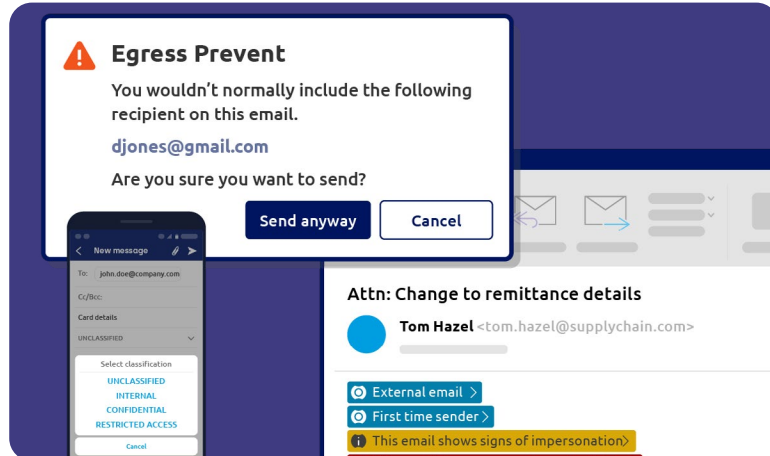 Egress Prevent
You wouldn't normally include the following
recipient on this email.
djones@gmail.com
Are you sure you want to send?
Send anyway
Cancel
New message
To: john.doe@company.com
Cc/Bcc:
Card details
UNCLASSIFIED
Select classification
UNCLASSIFIED
INTERNAL
CONFIDENTIAL
RESTRICTED ACCESS
Cancel
Attn: Change to remittance details
Tom Hazel <tom.hazel@supplychain.com>
External email >
First time sender >
This email shows signs of impersonation>